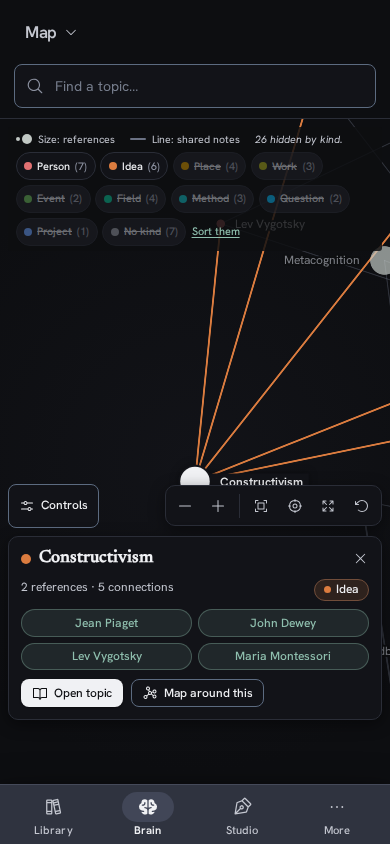 Map
Find a topic...
Size: references Line: shared notes 26 hidden by kind.
Person (7) Idea (6) Place (4) Work (3)
Event (2) Field (4) Method (3) Question (2)
Project (1) No kind (7) Sort them
Lev Vygotsky
Metacognition
Constructivism
Controls
Constructivism
2 references · 5 connections
Idea
Jean Piaget John Dewey
Lev Vygotsky Maria Montessori
Open topic Map around this
Library Brain Studio More